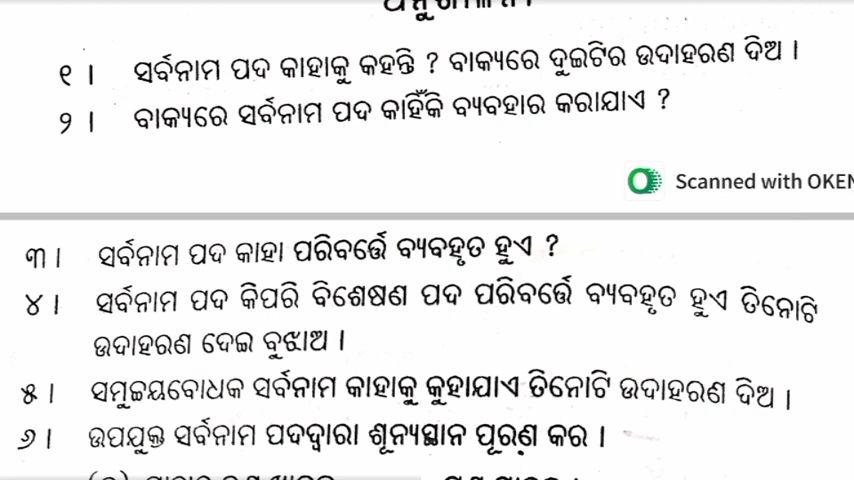 ୧ । ସର୍ବନାମ ପଦ କାହାକୁ କହନ୍ତି ? ବାକ୍ୟରେ ଦୁଇଟିର ଉଦାହରଣ ଦିଅ ।
୨ । ବାକ୍ୟରେ ସର୍ବନାମ ପଦ କାହିଁକି ବ୍ୟବହାର କରାଯାଏ ?
Scanned with OKEN
୩ । ସର୍ବନାମ ପଦ କାହା ପରିବର୍ତ୍ତେ ବ୍ୟବହୃତ ହୁଏ ?
୪ । ସର୍ବନାମ ପଦ କିପରି ବିଶେଷଣ ପଦ ପରିବର୍ତ୍ତେ ବ୍ୟବହୃତ ହୁଏ ତିନୋଟି
ଉଦାହରଣ ଦେଇ ବୁଝାଅ ।
୫ । ସମୁଚ୍ଚୟବୋଧକ ସର୍ବନାମ କାହାକୁ କୁହାଯାଏ ତିନୋଟି ଉଦାହରଣ ଦିଅ ।
୬ । ଉପଯୁକ୍ତ ସର୍ବନାମ ପଦଦ୍ୱାରା ଶୂନ୍ୟସ୍ଥାନ ପୂରଣ କର ।